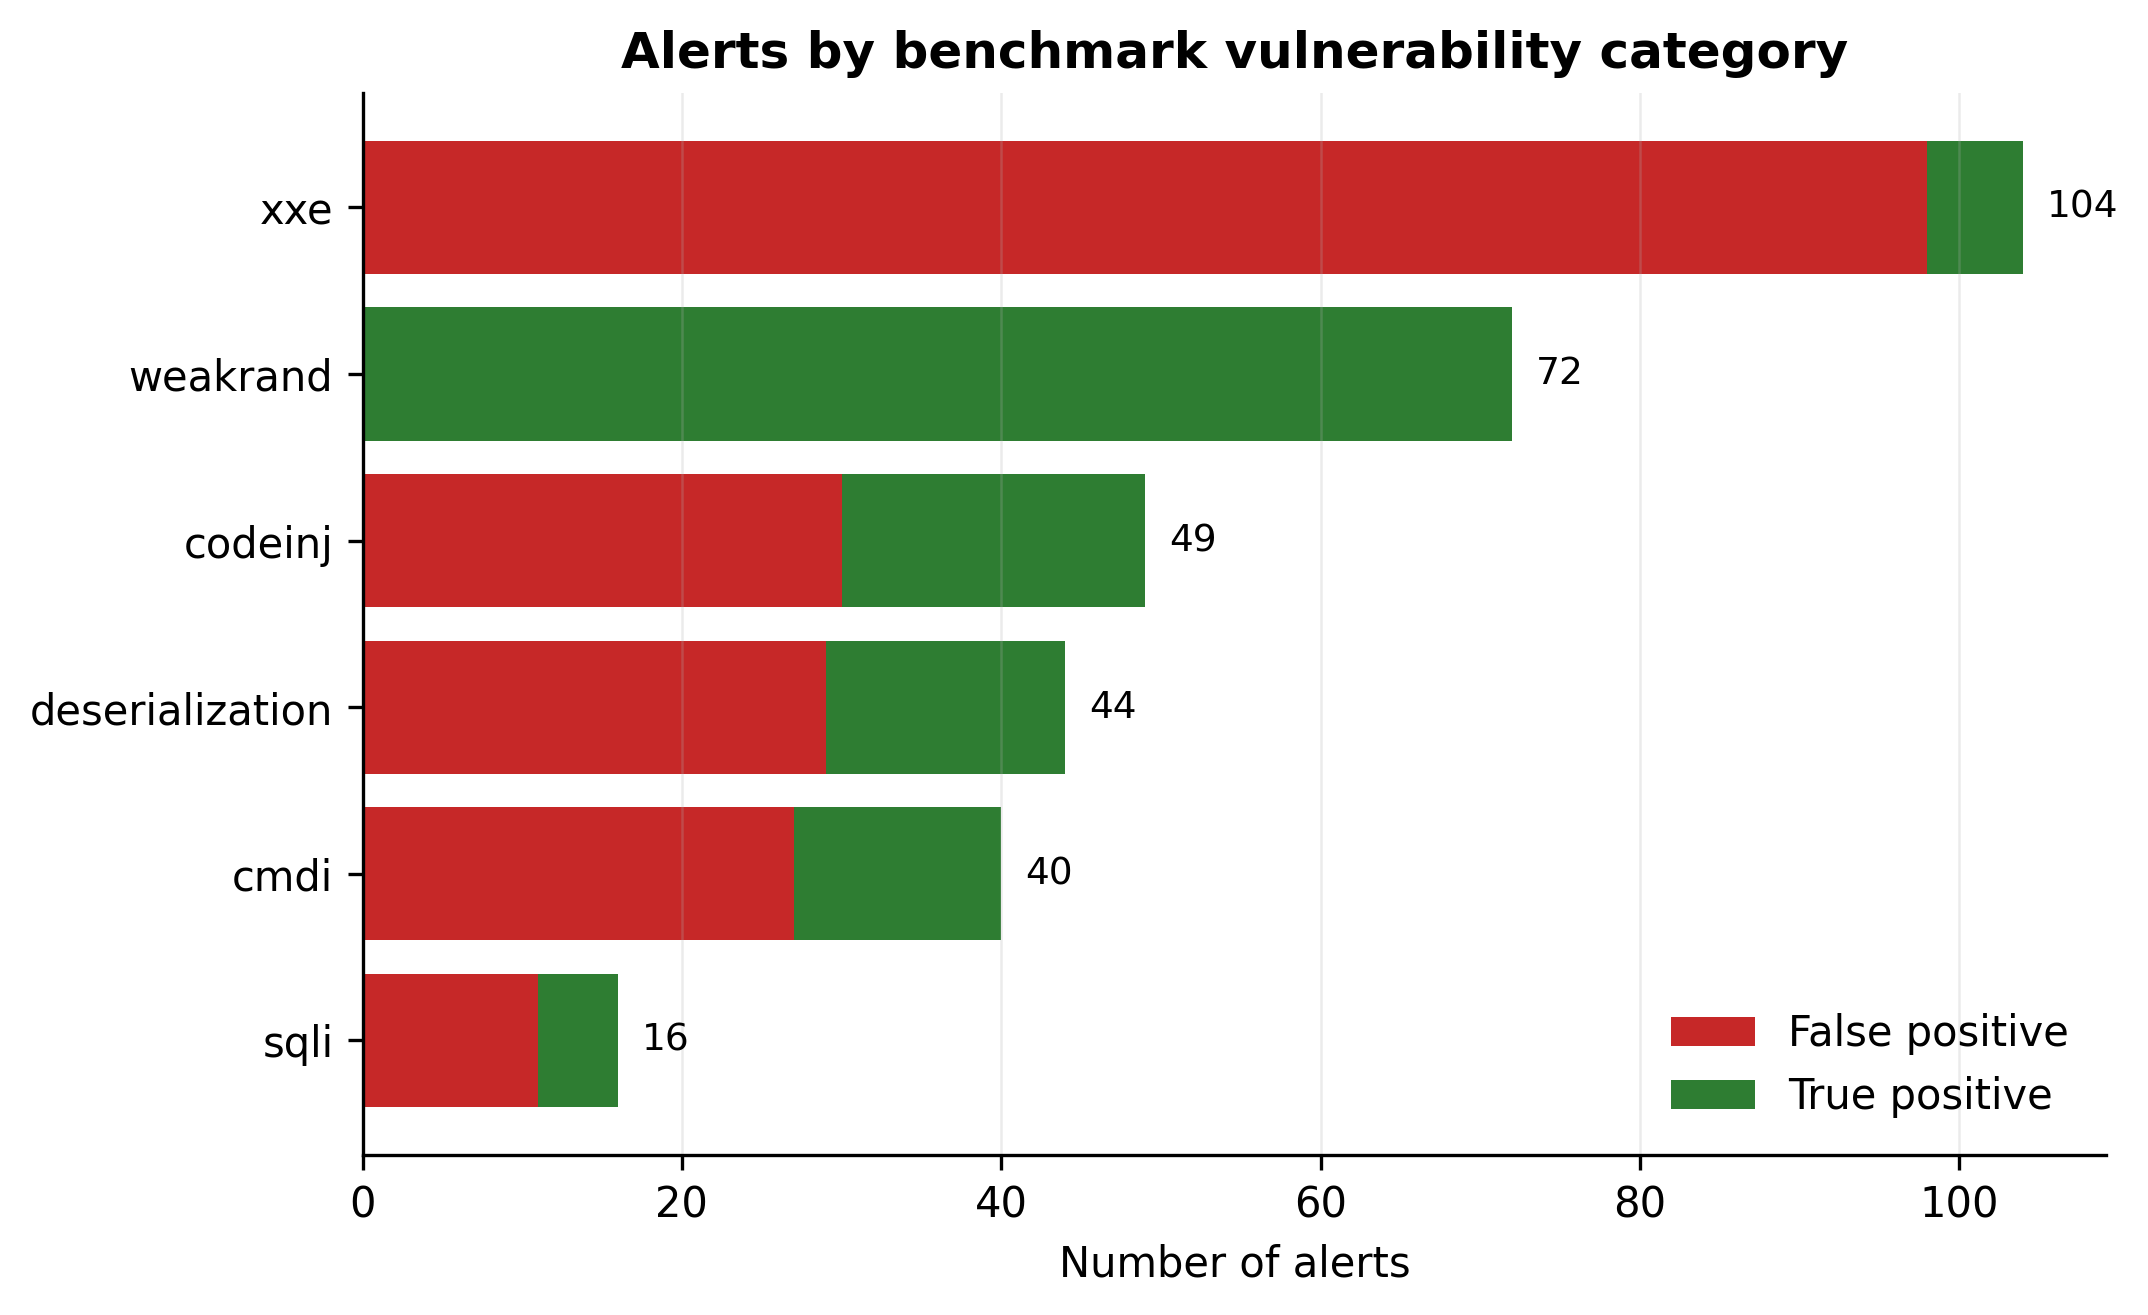 Alerts by benchmark vulnerability category
xxe
104
weakrand
72
codeinj
49
deserialization
44
cmdi
40
sqli
16
False positive
True positive
0 20 40 60 80 100
Number of alerts